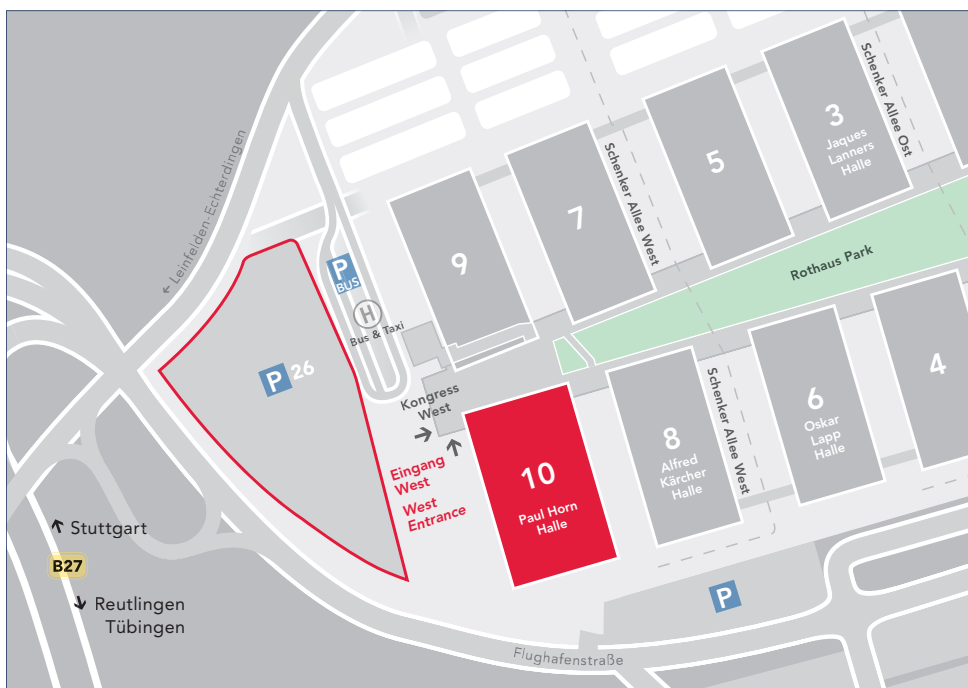 ← Leinfelden-Echterdingen
P
BUS
H
Bus & Taxi
P 26
Kongress
West
Eingang
West
West
Entrance
9
7
5
3
Jaques
Lanners
Halle
Schenker Allee West
Schenker Allee Ost
Rothaus Park
10
Paul Horn
Halle
8
Alfred
Kärcher
Halle
Schenker Allee West
6
Oskar
Lapp
Halle
4
P
Stuttgart
B27
Reutlingen
Tübingen
Flughafenstraße